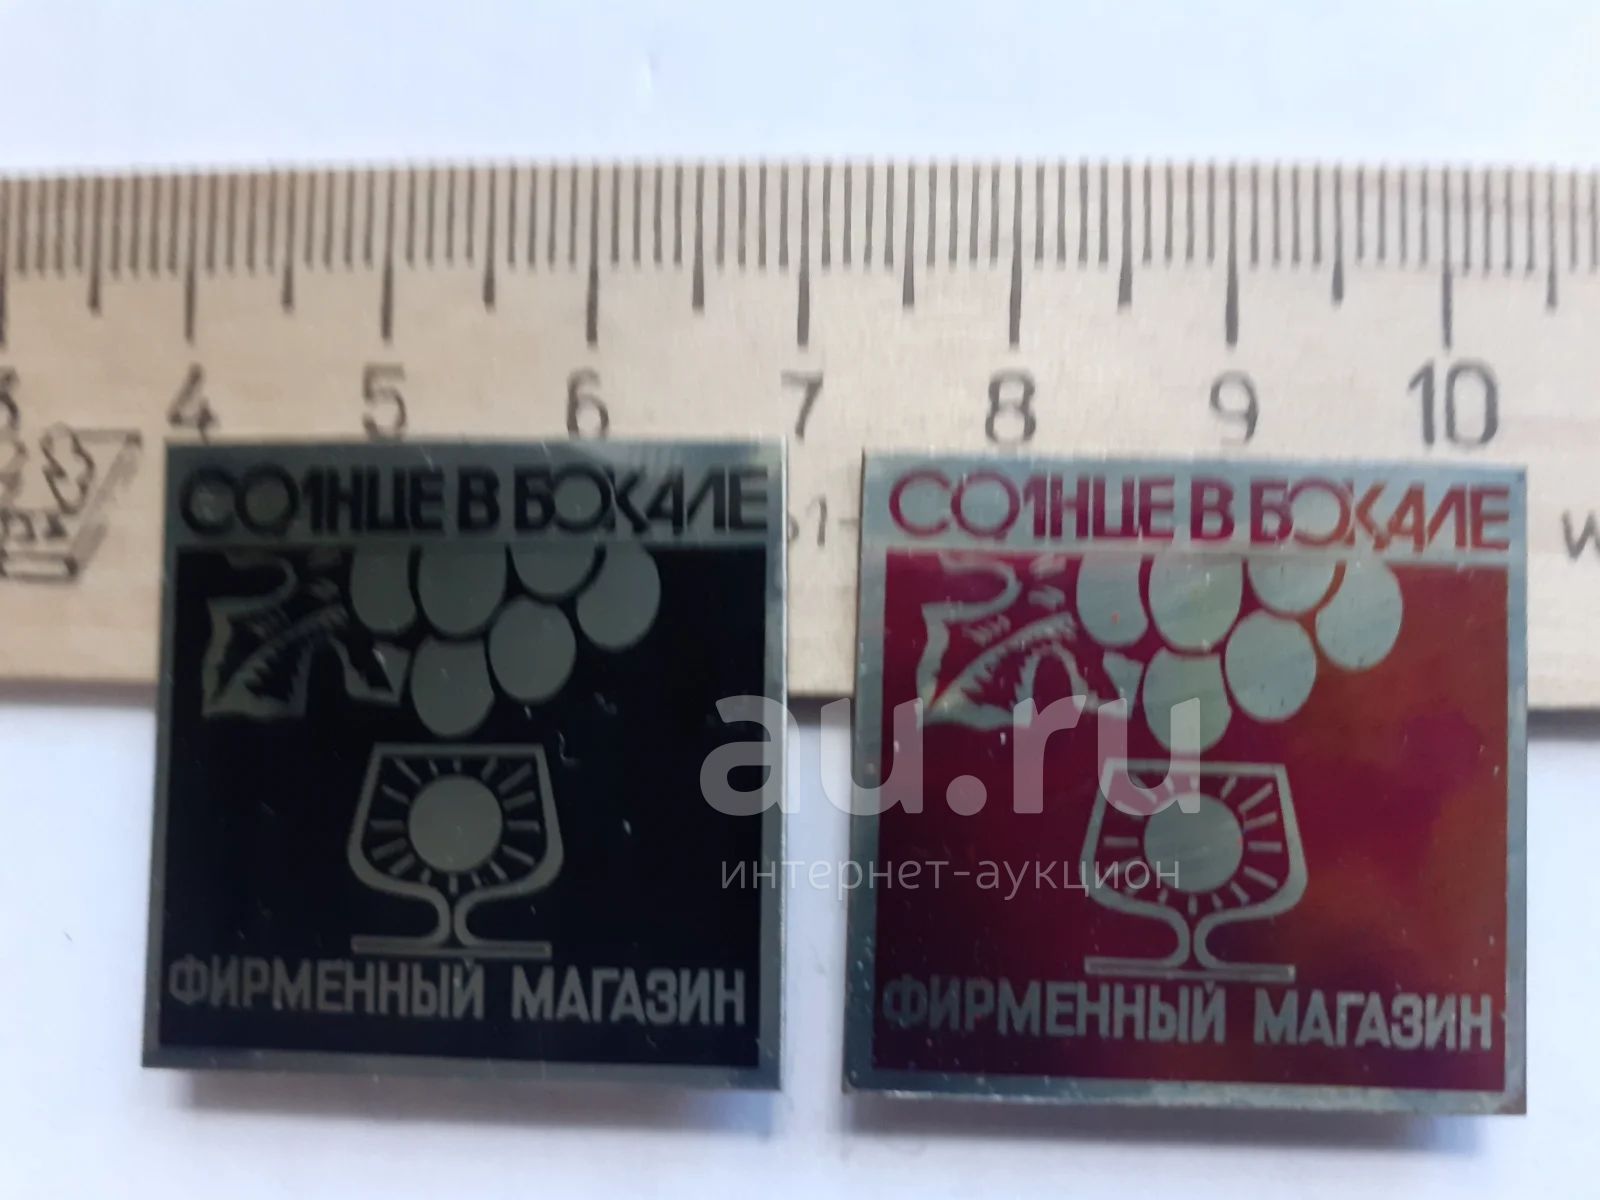 4 5 6 7 8 9 10
СОЛНЦЕ В БОКАЛЕ
ФИРМЕННЫЙ МАГАЗИН
СОЛНЦЕ В БОКАЛЕ
ФИРМЕННЫЙ МАГАЗИН
au.ru
интернет-аукцион